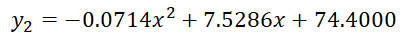 y₂ = −0.0714x² + 7.5286x + 74.4000